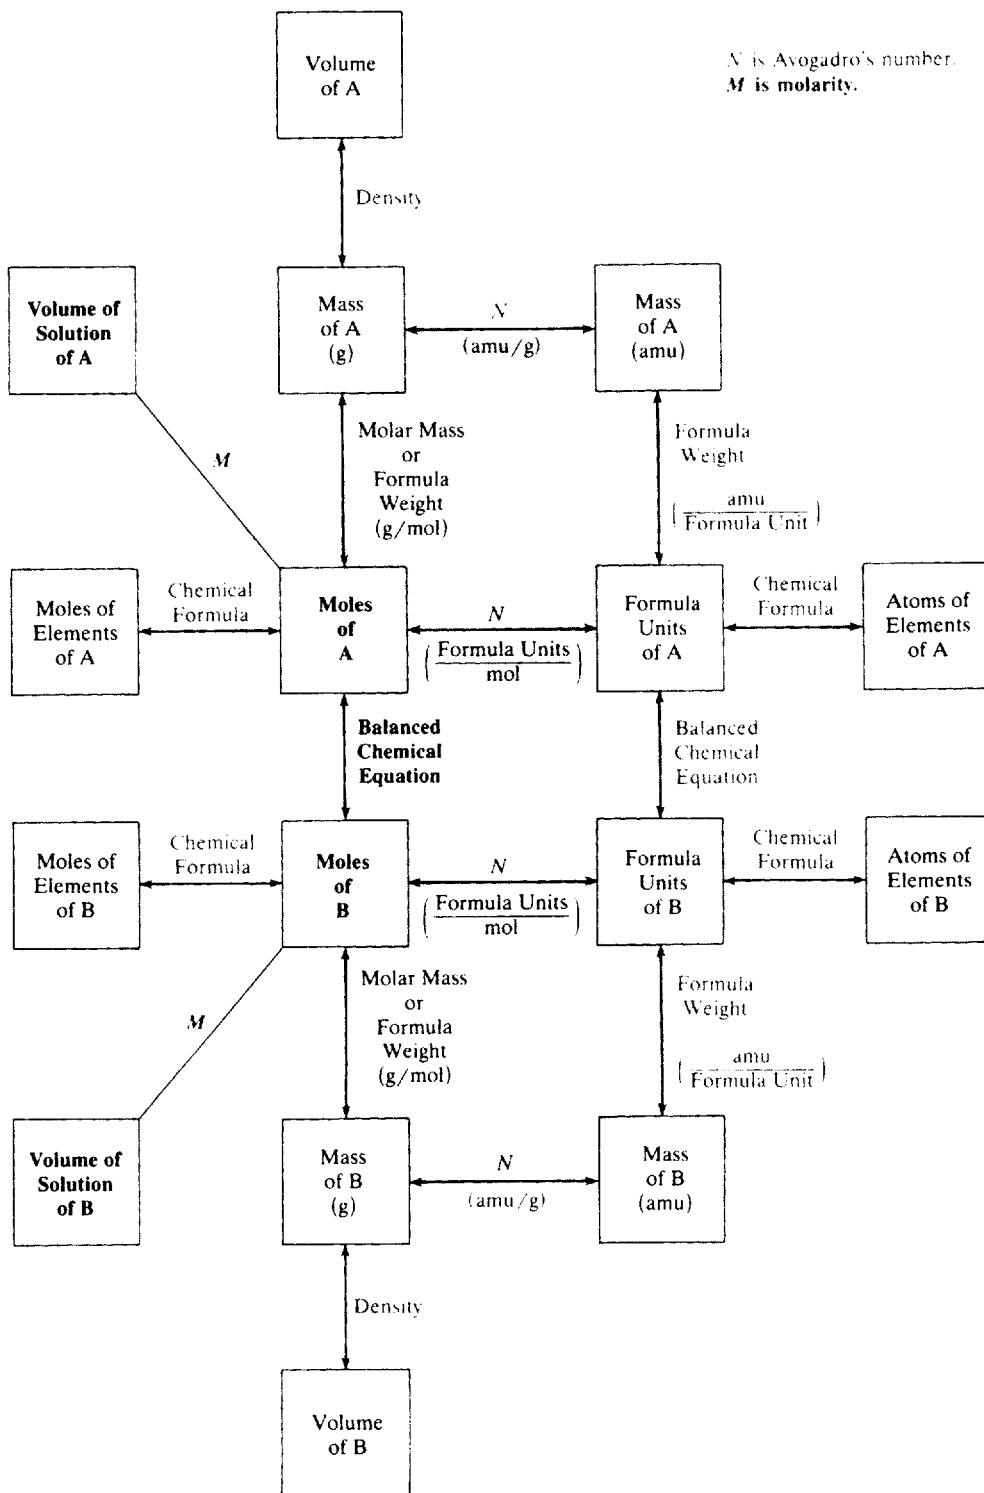 Volume
of A
N is Avogadro's number.
M is molarity.
Density
Volume of
Solution
of A
Mass
of A
(g)
N
(amu/g)
Mass
of A
(amu)
M
Molar Mass
or
Formula
Weight
(g/mol)
Formula
Weight
(amu
Formula Unit)
Moles of
Elements
of A
Chemical
Formula
Moles
of
A
N
(Formula Units
mol)
Formula
Units
of A
Chemical
Formula
Atoms of
Elements
of A
Balanced
Chemical
Equation
Balanced
Chemical
Equation
Moles of
Elements
of B
Chemical
Formula
Moles
of
B
N
(Formula Units
mol)
Formula
Units
of B
Chemical
Formula
Atoms of
Elements
of B
M
Molar Mass
or
Formula
Weight
(g/mol)
Formula
Weight
(amu
Formula Unit)
Volume of
Solution
of B
Mass
of B
(g)
N
(amu/g)
Mass
of B
(amu)
Density
Volume
of B